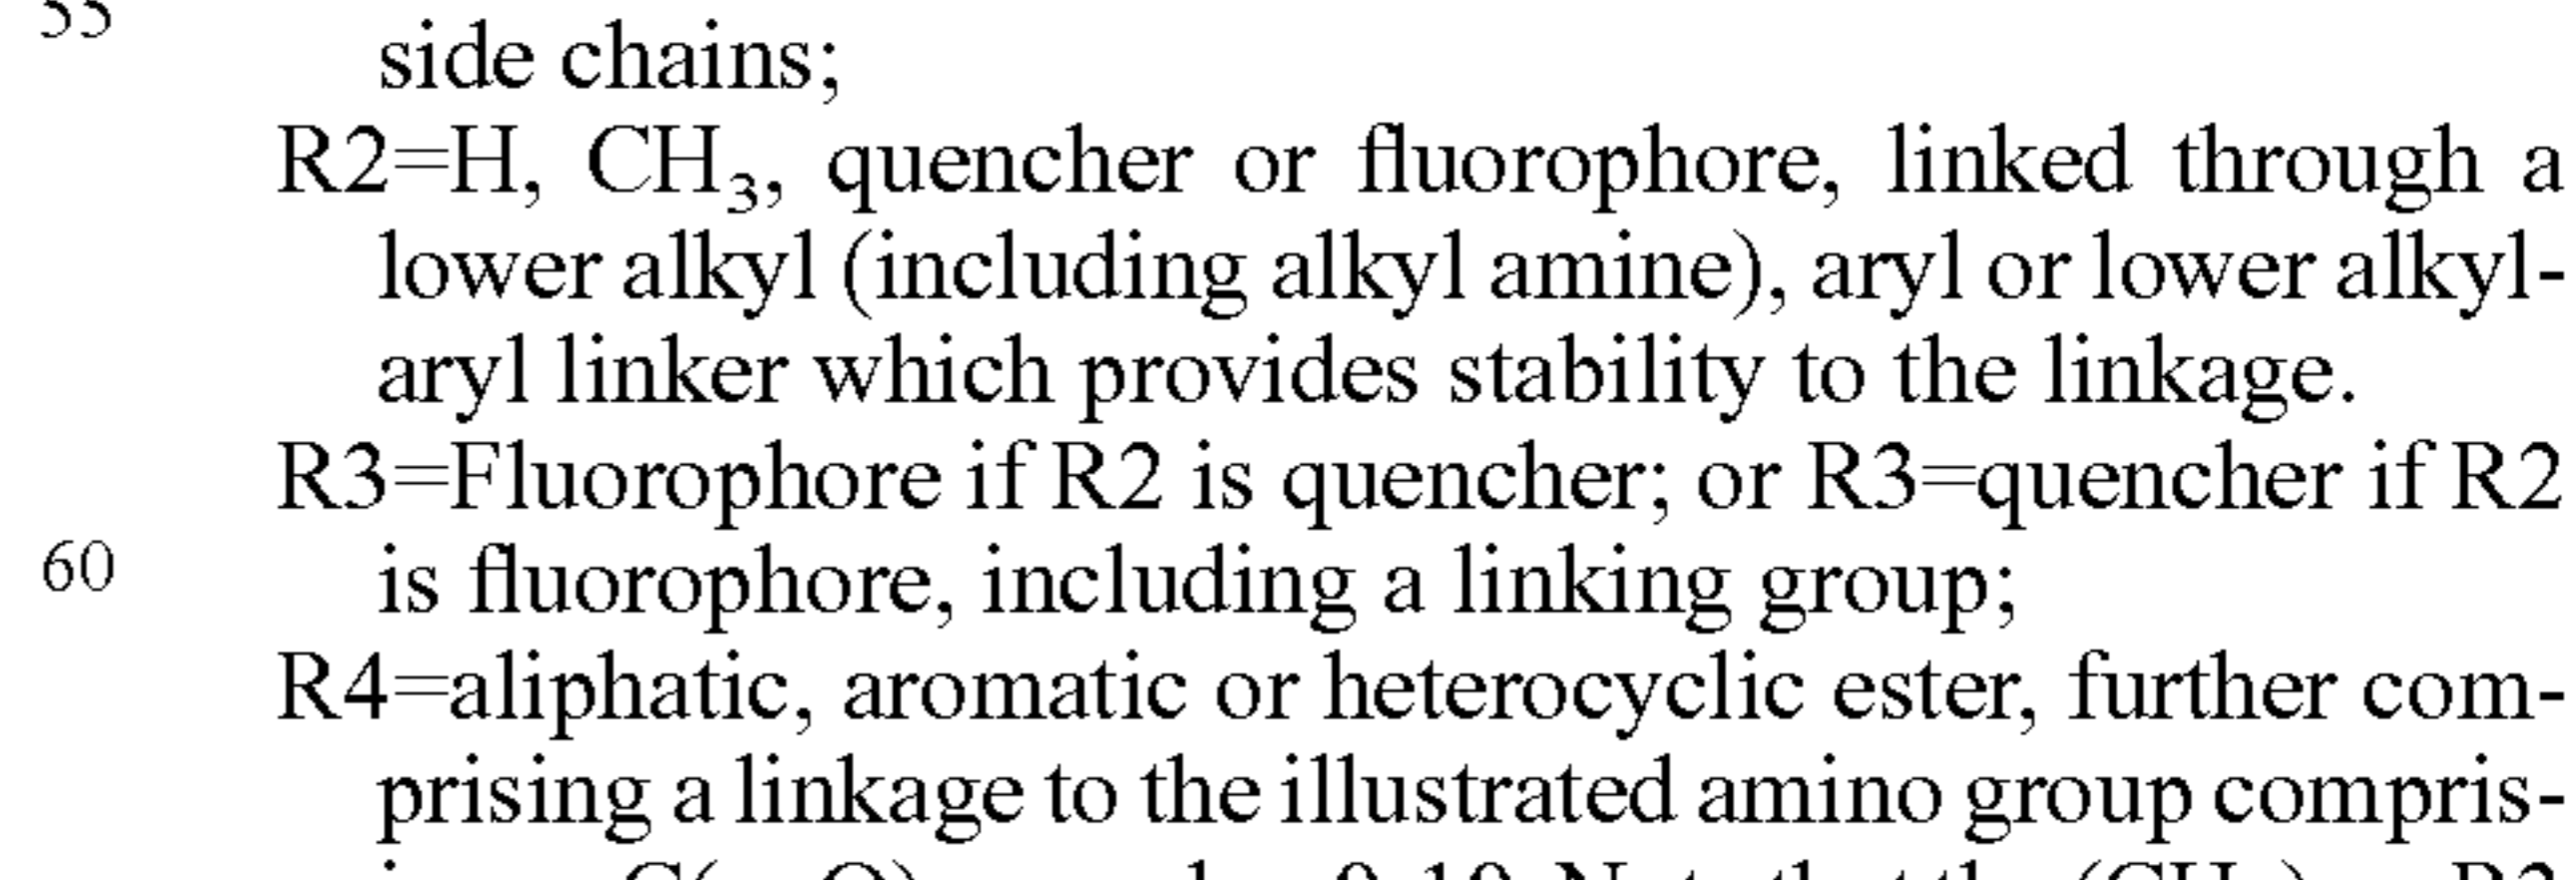 55
side chains;
R2=H, CH₃, quencher or fluorophore, linked through a
lower alkyl (including alkyl amine), aryl or lower alkyl-
aryl linker which provides stability to the linkage.
R3=Fluorophore if R2 is quencher; or R3=quencher if R2
60 is fluorophore, including a linking group;
R4=aliphatic, aromatic or heterocyclic ester, further com-
prising a linkage to the illustrated amino group compris-